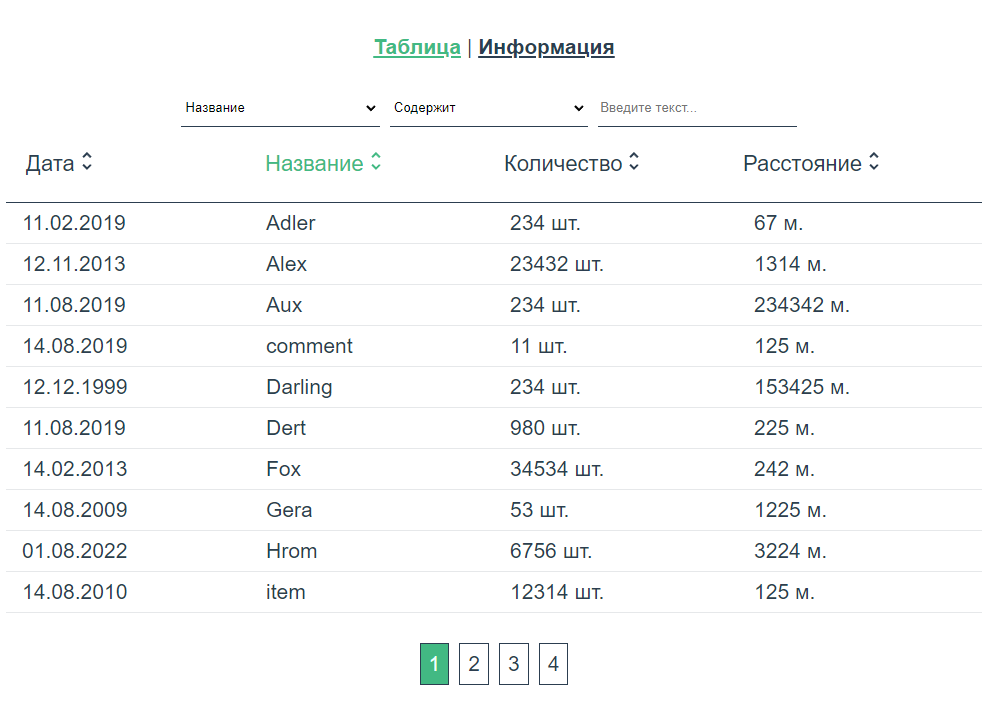 Таблица | Информация
Название Содержит Введите текст...
Дата Название Количество Расстояние
11.02.2019 Adler 234 шт. 67 м.
12.11.2013 Alex 23432 шт. 1314 м.
11.08.2019 Aux 234 шт. 234342 м.
14.08.2019 comment 11 шт. 125 м.
12.12.1999 Darling 234 шт. 153425 м.
11.08.2019 Dert 980 шт. 225 м.
14.02.2013 Fox 34534 шт. 242 м.
14.08.2009 Gera 53 шт. 1225 м.
01.08.2022 Hrom 6756 шт. 3224 м.
14.08.2010 item 12314 шт. 125 м.
1 2 3 4